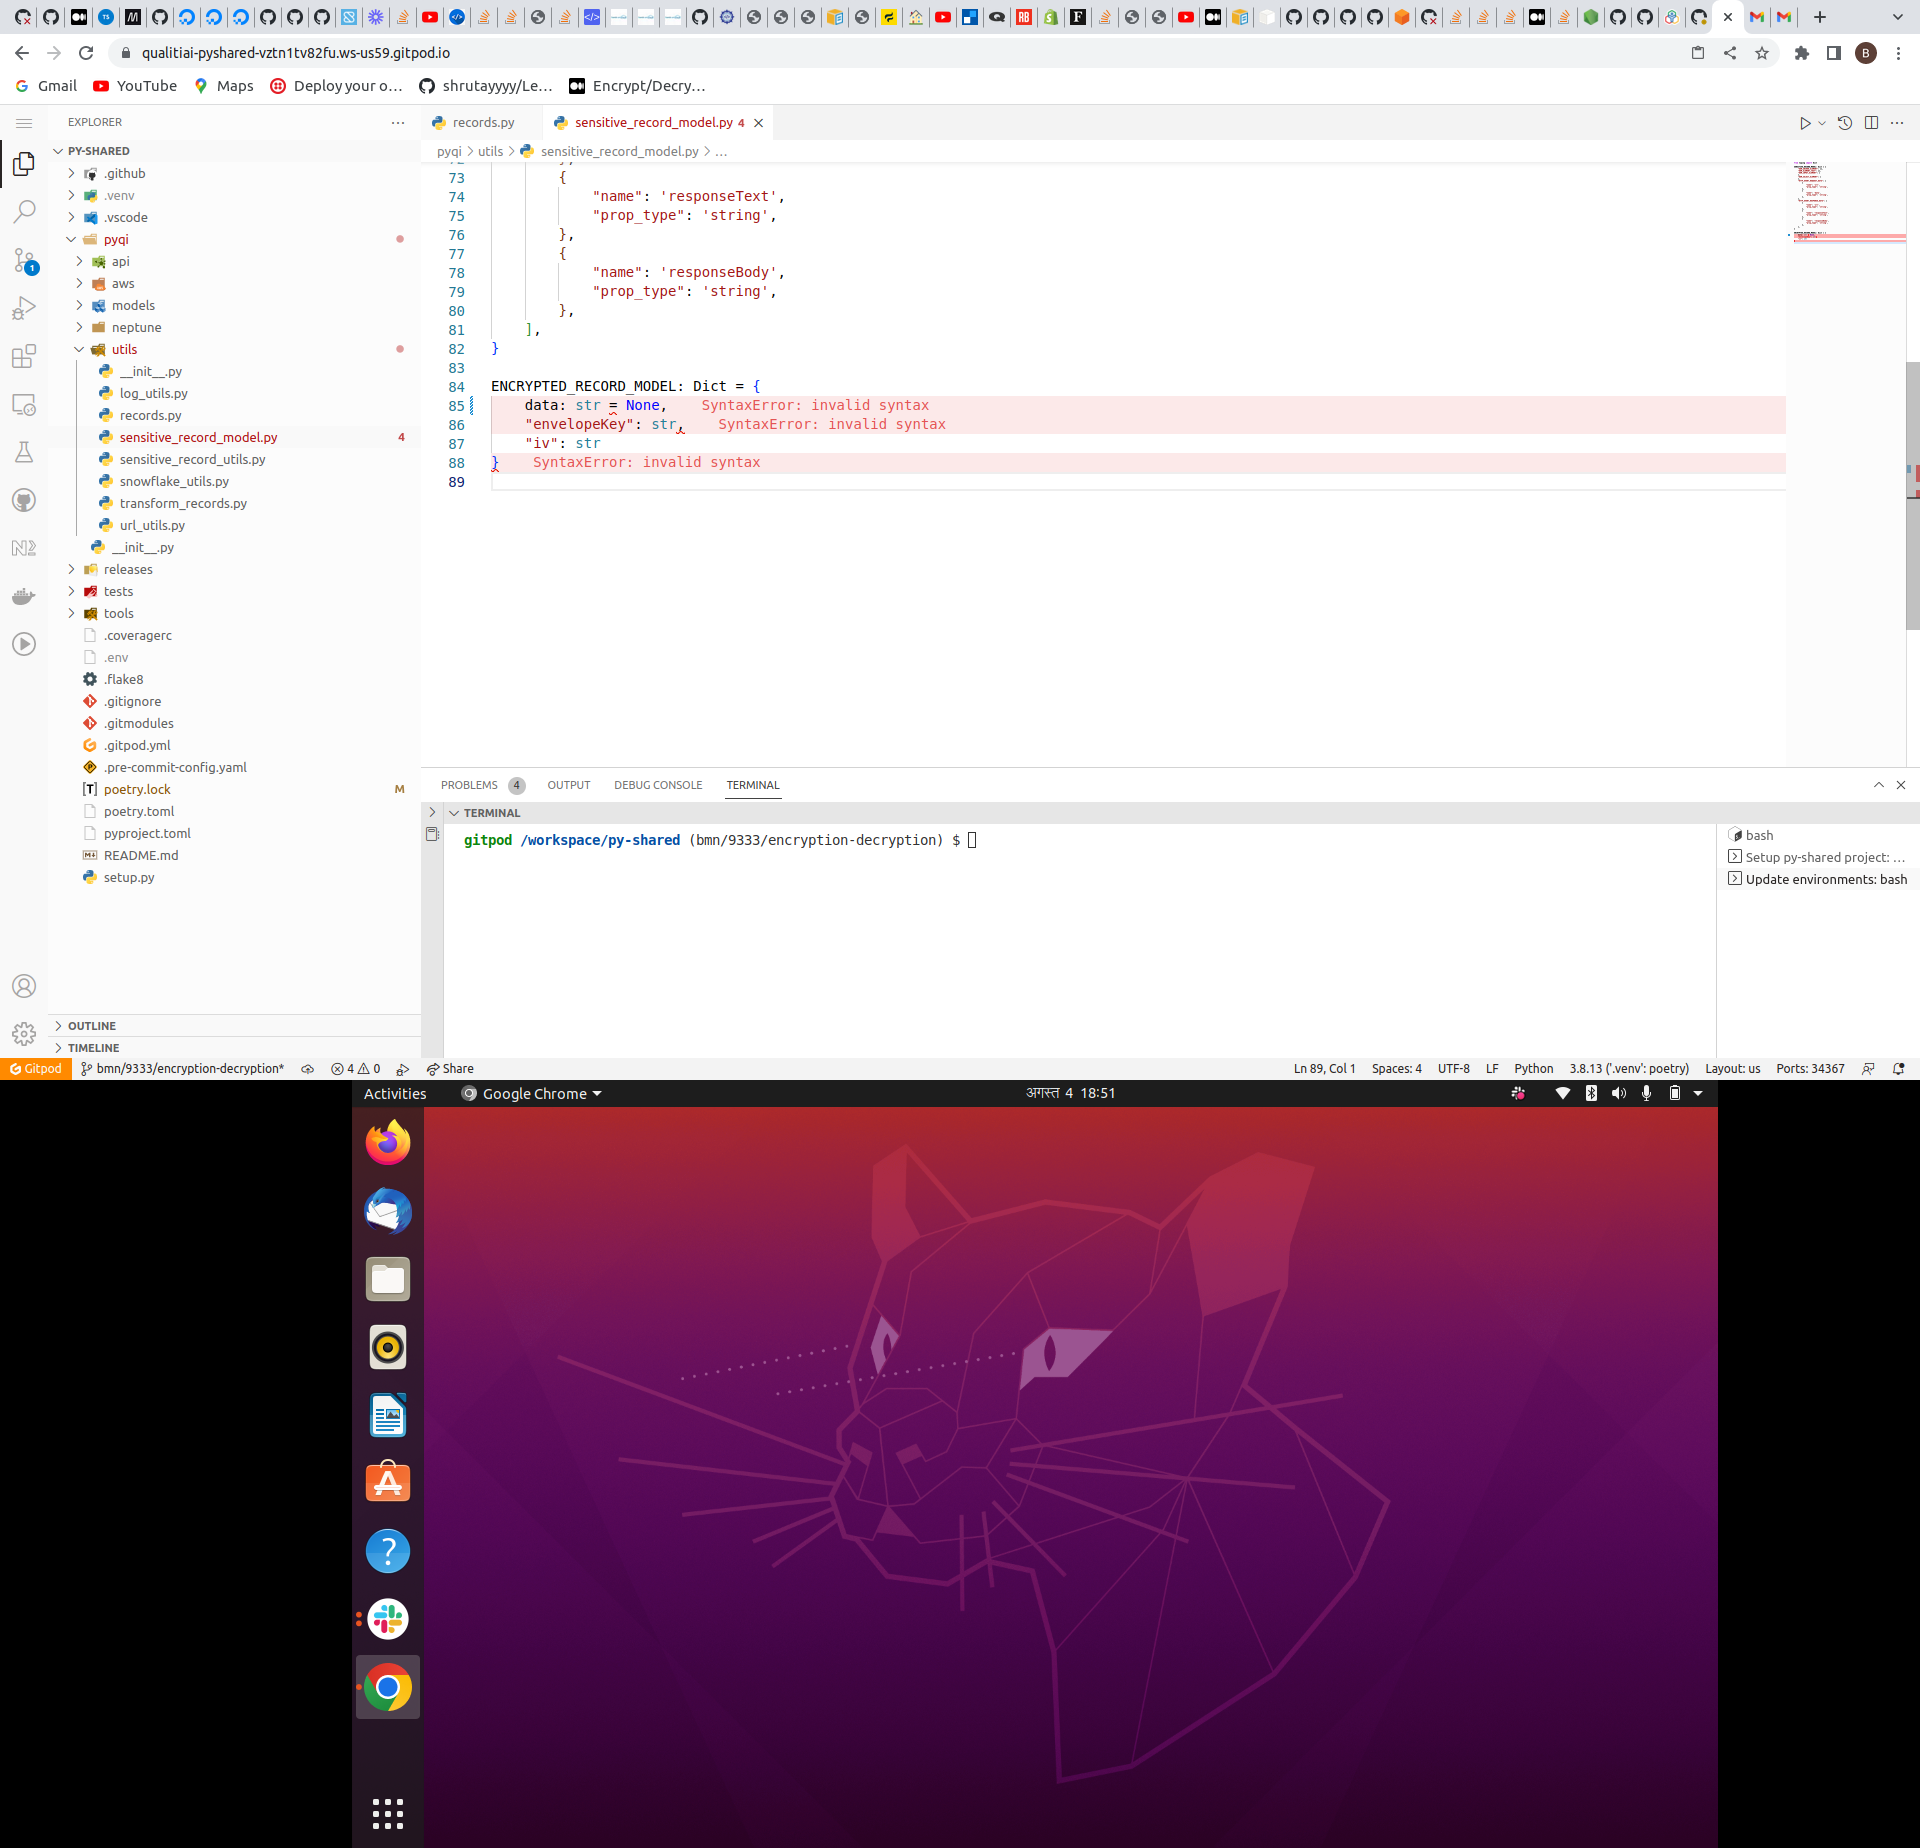 qualitiai-pyshared-vztn1tv82fu.ws-us59.gitpod.io
B
Gmail
YouTube
Maps
Deploy your o...
shrutayyyy/Le...
Encrypt/Decry...
EXPLORER
PY-SHARED
.github
.venv
.vscode
pyqi
api
aws
models
neptune
utils
__init__.py
log_utils.py
records.py
sensitive_record_model.py 4
sensitive_record_utils.py
snowflake_utils.py
transform_records.py
url_utils.py
__init__.py
releases
tests
tools
.coveragerc
.env
.flake8
.gitignore
.gitmodules
.gitpod.yml
.pre-commit-config.yaml
poetry.lock M
poetry.toml
pyproject.toml
README.md
setup.py
OUTLINE
TIMELINE
1
records.py
sensitive_record_model.py 4
pyqi > utils > sensitive_record_model.py > ...
73 {
74 "name": 'responseText',
75 "prop_type": 'string',
76 },
77 {
78 "name": 'responseBody',
79 "prop_type": 'string',
80 },
81 ],
82 }
83
84 ENCRYPTED_RECORD_MODEL: Dict = {
85 data: str = None, SyntaxError: invalid syntax
86 "envelopeKey": str, SyntaxError: invalid syntax
87 "iv": str
88 } SyntaxError: invalid syntax
89
PROBLEMS 4 OUTPUT DEBUG CONSOLE TERMINAL
TERMINAL
gitpod /workspace/py-shared (bmn/9333/encryption-decryption) $
bash
Setup py-shared project: ...
Update environments: bash
Gitpod bmn/9333/encryption-decryption* 4 0 Share
Ln 89, Col 1 Spaces: 4 UTF-8 LF Python 3.8.13 ('.venv': poetry) Layout: us Ports: 34367
Activities Google Chrome अगस्त 4 18:51